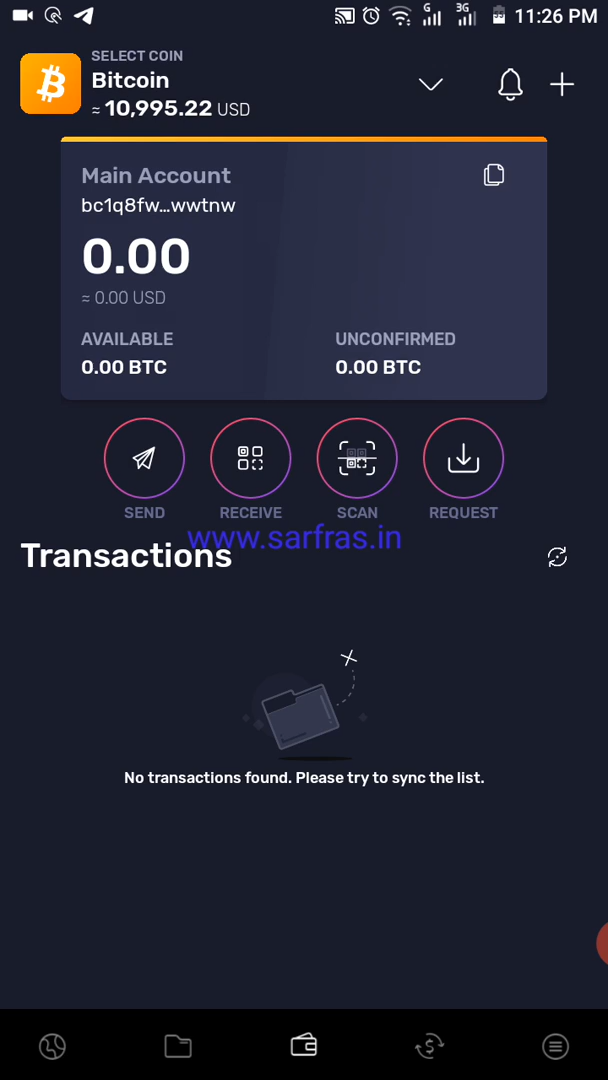 G 3G 11:26 PM
SELECT COIN
Bitcoin
≈ 10,995.22 USD
Main Account
bc1q8fw...wwtnw
0.00
≈ 0.00 USD
AVAILABLE UNCONFIRMED
0.00 BTC 0.00 BTC
SEND RECEIVE SCAN REQUEST
www.sarfras.in
Transactions
No transactions found. Please try to sync the list.